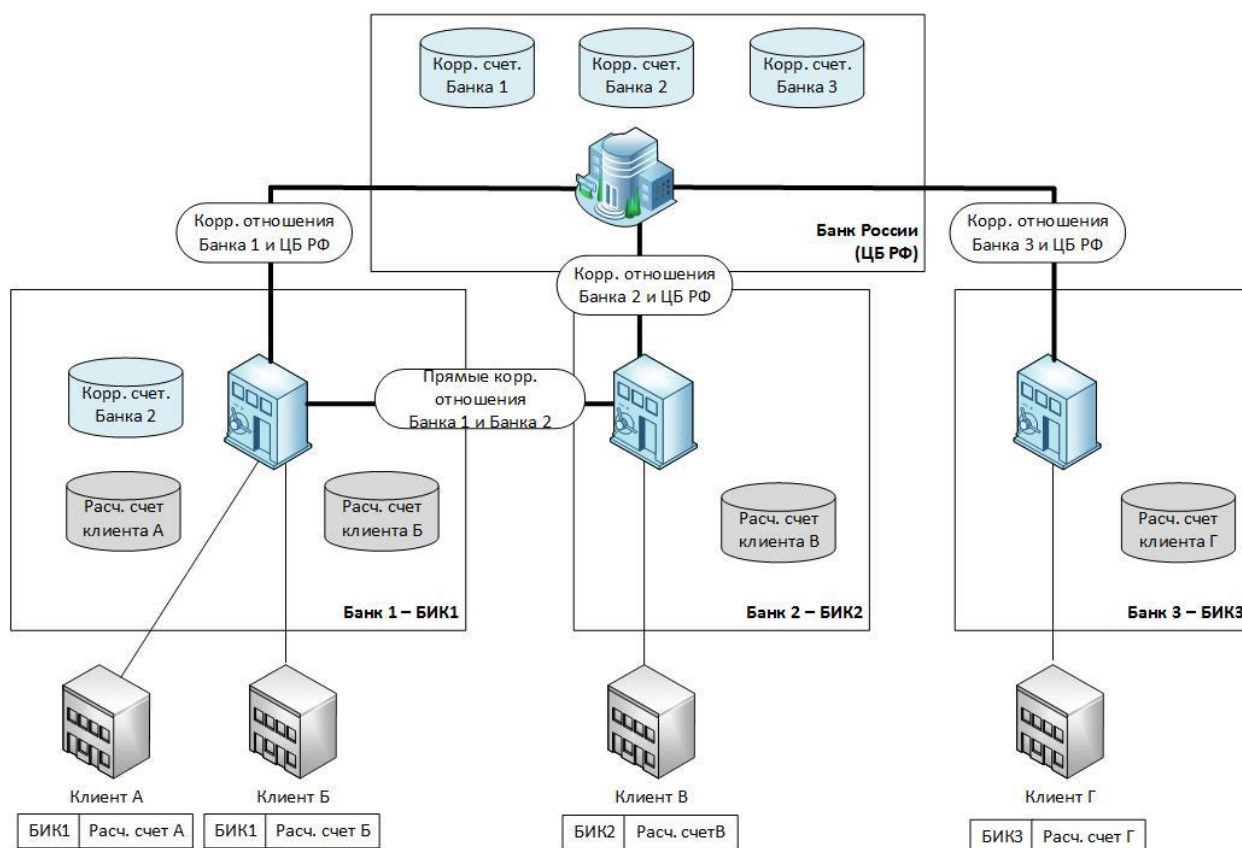 Корр. счет.
Банка 1
Корр. счет.
Банка 2
Корр. счет.
Банка 3
Корр. отношения
Банка 1 и ЦБ РФ
Банк России
(ЦБ РФ)
Корр. отношения
Банка 3 и ЦБ РФ
Корр. отношения
Банка 2 и ЦБ РФ
Корр. счет.
Банка 2
Прямые корр.
отношения
Банка 1 и Банка 2
Расч. счет
клиента А
Расч. счет
клиента Б
Расч. счет
клиента В
Расч. счет
клиента Г
Банк 1 – БИК1
Банк 2 – БИК2
Банк 3 – БИК3
Клиент А
Клиент Б
Клиент В
Клиент Г
БИК1 Расч. счет А
БИК1 Расч. счет Б
БИК2 Расч. счетВ
БИК3 Расч. счет Г